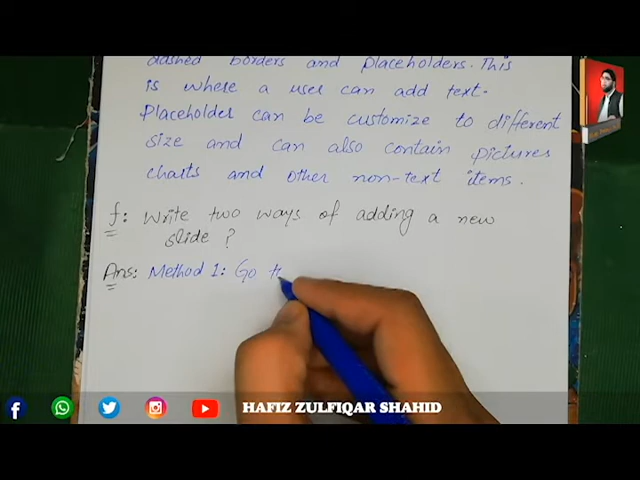 dashed borders and placeholders. This
is where a user can add text.
Placeholder can be customize to different
size and can also contain pictures
charts and other non-text items.
f: Write two ways of adding a new
slide ?
Ans: Method 1: Go
HAFIZ ZULFIQAR SHAHID